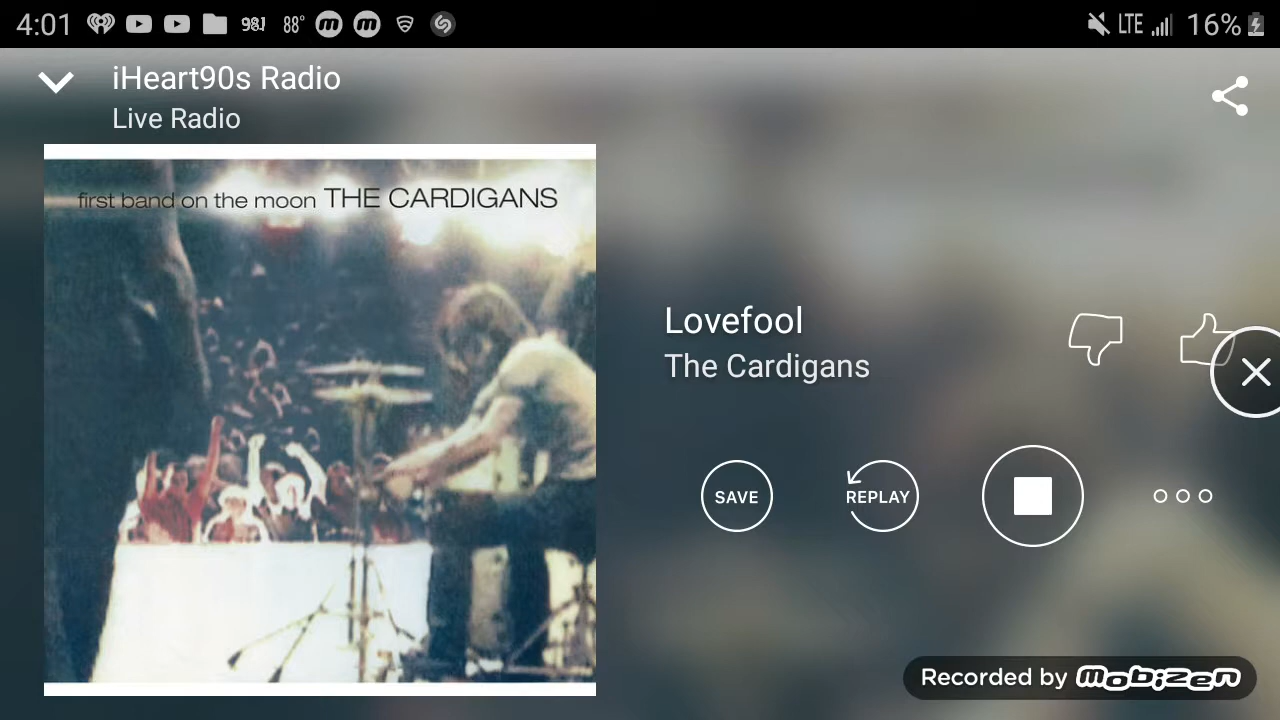 4:01
98.1
88°
LTE
16%
iHeart90s Radio
Live Radio
first band on the moon THE CARDIGANS
Lovefool
The Cardigans
SAVE
REPLAY
Recorded by mobizen